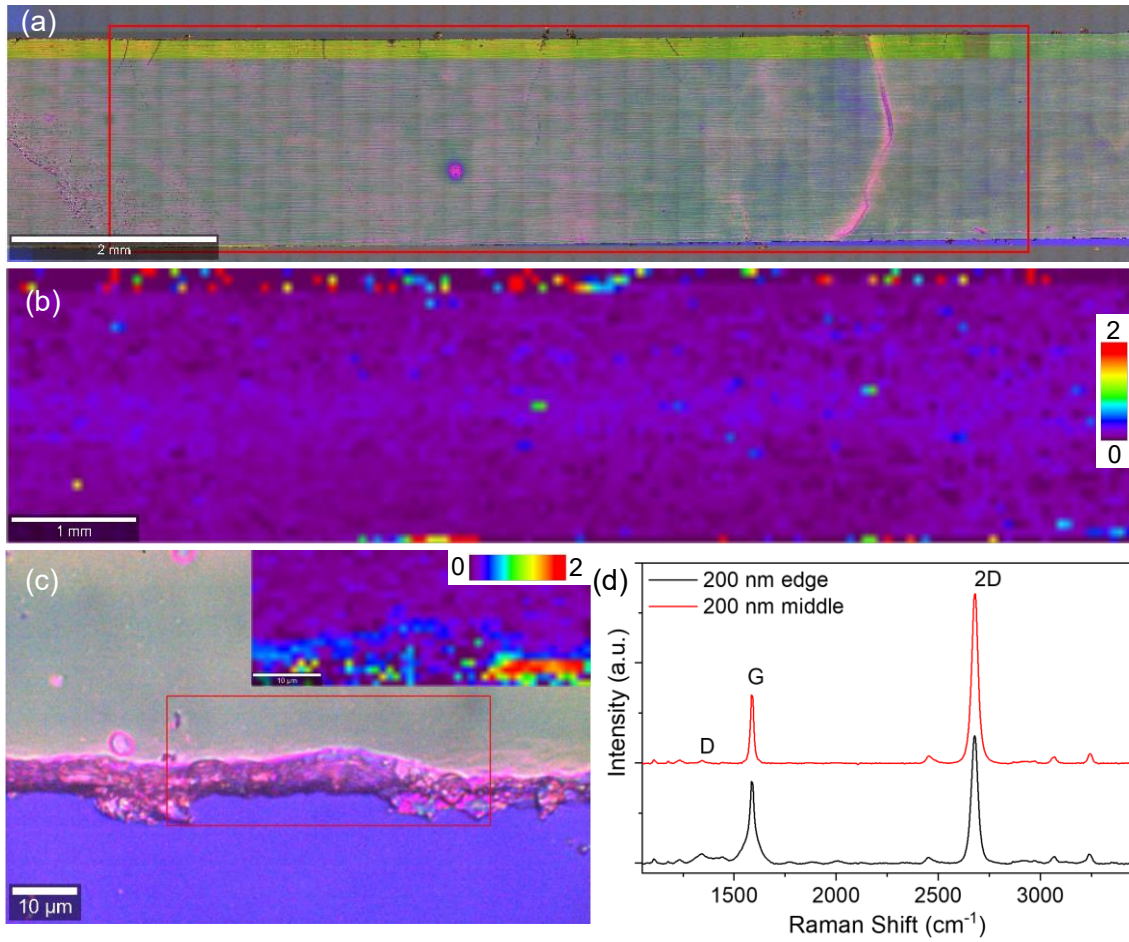 (a)
2 mm
(b)
2
0
1 mm
(c)
0 2
10 µm
10 µm
(d)
200 nm edge
200 nm middle
2D
G
D
Intensity (a.u.)
1500 2000 2500 3000
Raman Shift (cm⁻¹)